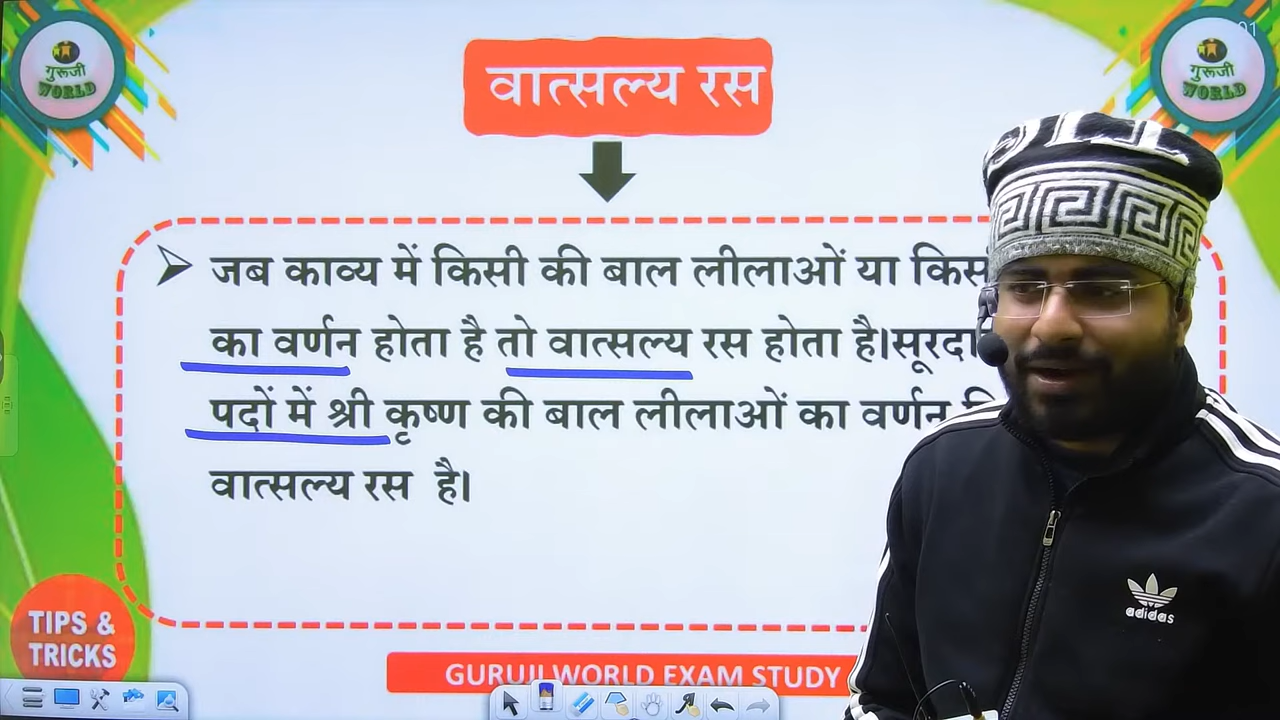 गुरूजी
WORLD
गुरूजी
WORLD
वात्सल्य रस
जब काव्य में किसी की बाल लीलाओं या
का वर्णन होता है तो वात्सल्य रस होता है।
पदों में श्री कृष्ण की बाल लीलाओं का वर्णन
वात्सल्य रस है।
TIPS &
TRICKS
GURUJI WORLD EXAM STUDY
adidas